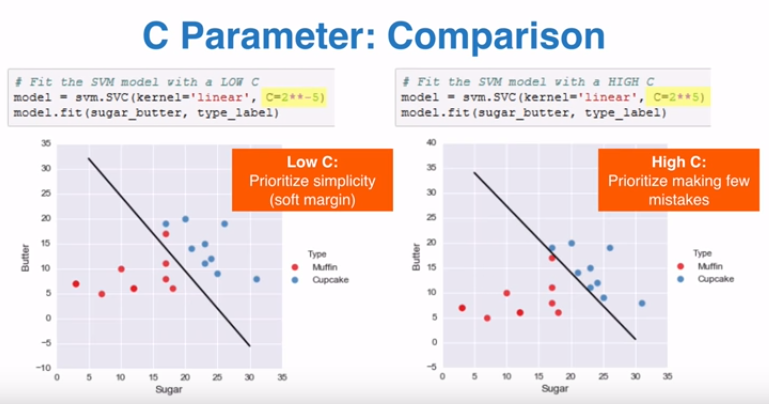 C Parameter: Comparison
# Fit the SVM model with a LOW C
model = svm.SVC(kernel='linear', C=2**-5)
model.fit(sugar_butter, type_label)
# Fit the SVM model with a HIGH C
model = svm.SVC(kernel='linear', C=2**5)
model.fit(sugar_butter, type_label)
Low C:
Prioritize simplicity
(soft margin)
35
30
25
20
15
10
5
0
−5
−10
Butter
0 5 10 15 20 25 30 35
Sugar
Type
Muffin
Cupcake
High C:
Prioritize making few
mistakes
40
35
30
25
20
15
10
5
0
−5
Butter
0 5 10 15 20 25 30 35
Sugar
Type
Muffin
Cupcake